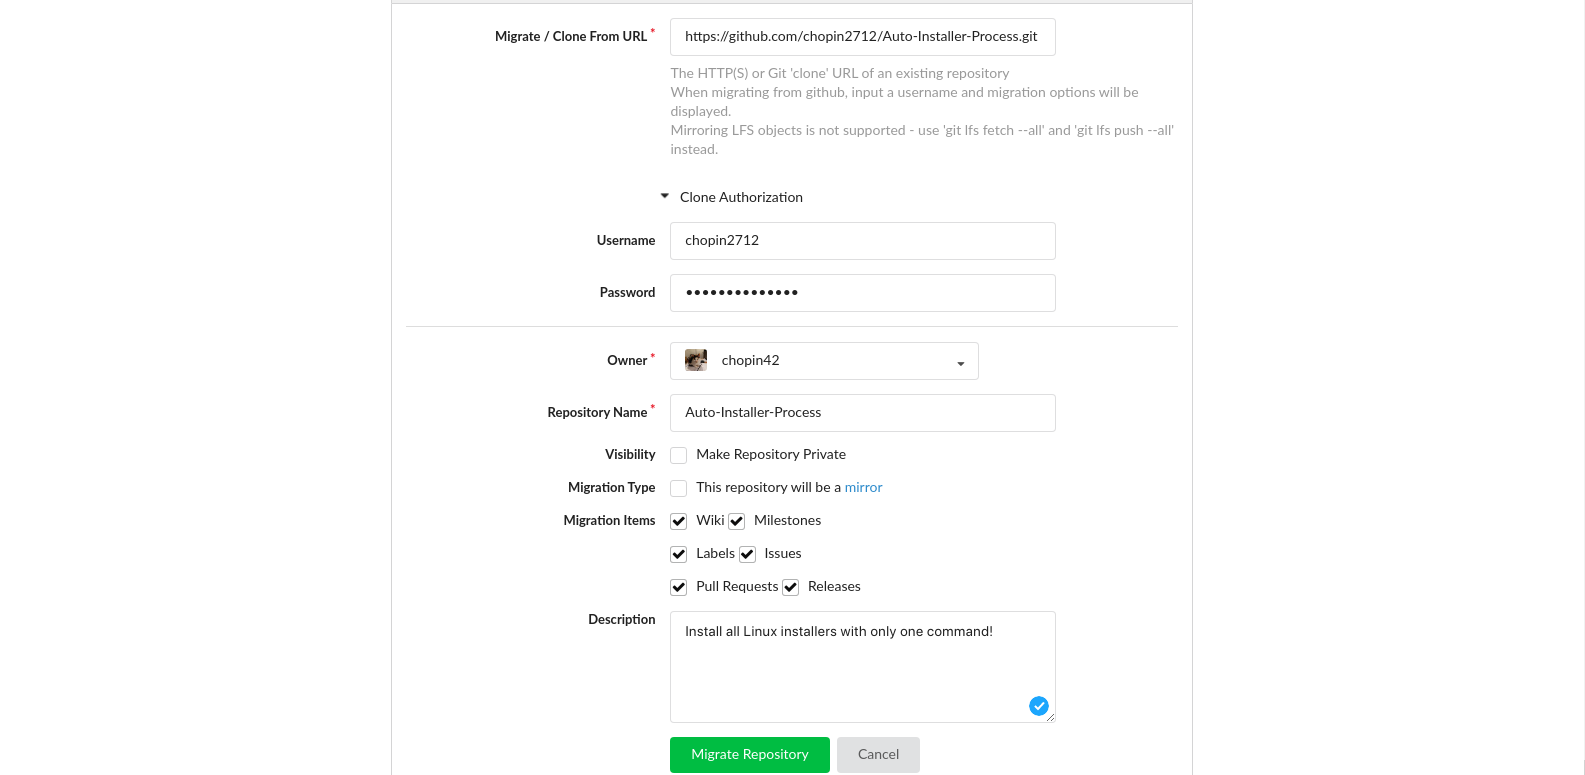 Migrate / Clone From URL *
https://github.com/chopin2712/Auto-Installer-Process.git
The HTTP(S) or Git 'clone' URL of an existing repository
When migrating from github, input a username and migration options will be
displayed.
Mirroring LFS objects is not supported - use 'git lfs fetch --all' and 'git lfs push --all'
instead.
Clone Authorization
Username chopin2712
Password ••••••••••••••
Owner * chopin42
Repository Name * Auto-Installer-Process
Visibility Make Repository Private
Migration Type This repository will be a mirror
Migration Items Wiki Milestones
Labels Issues
Pull Requests Releases
Description Install all Linux installers with only one command!
Migrate Repository Cancel